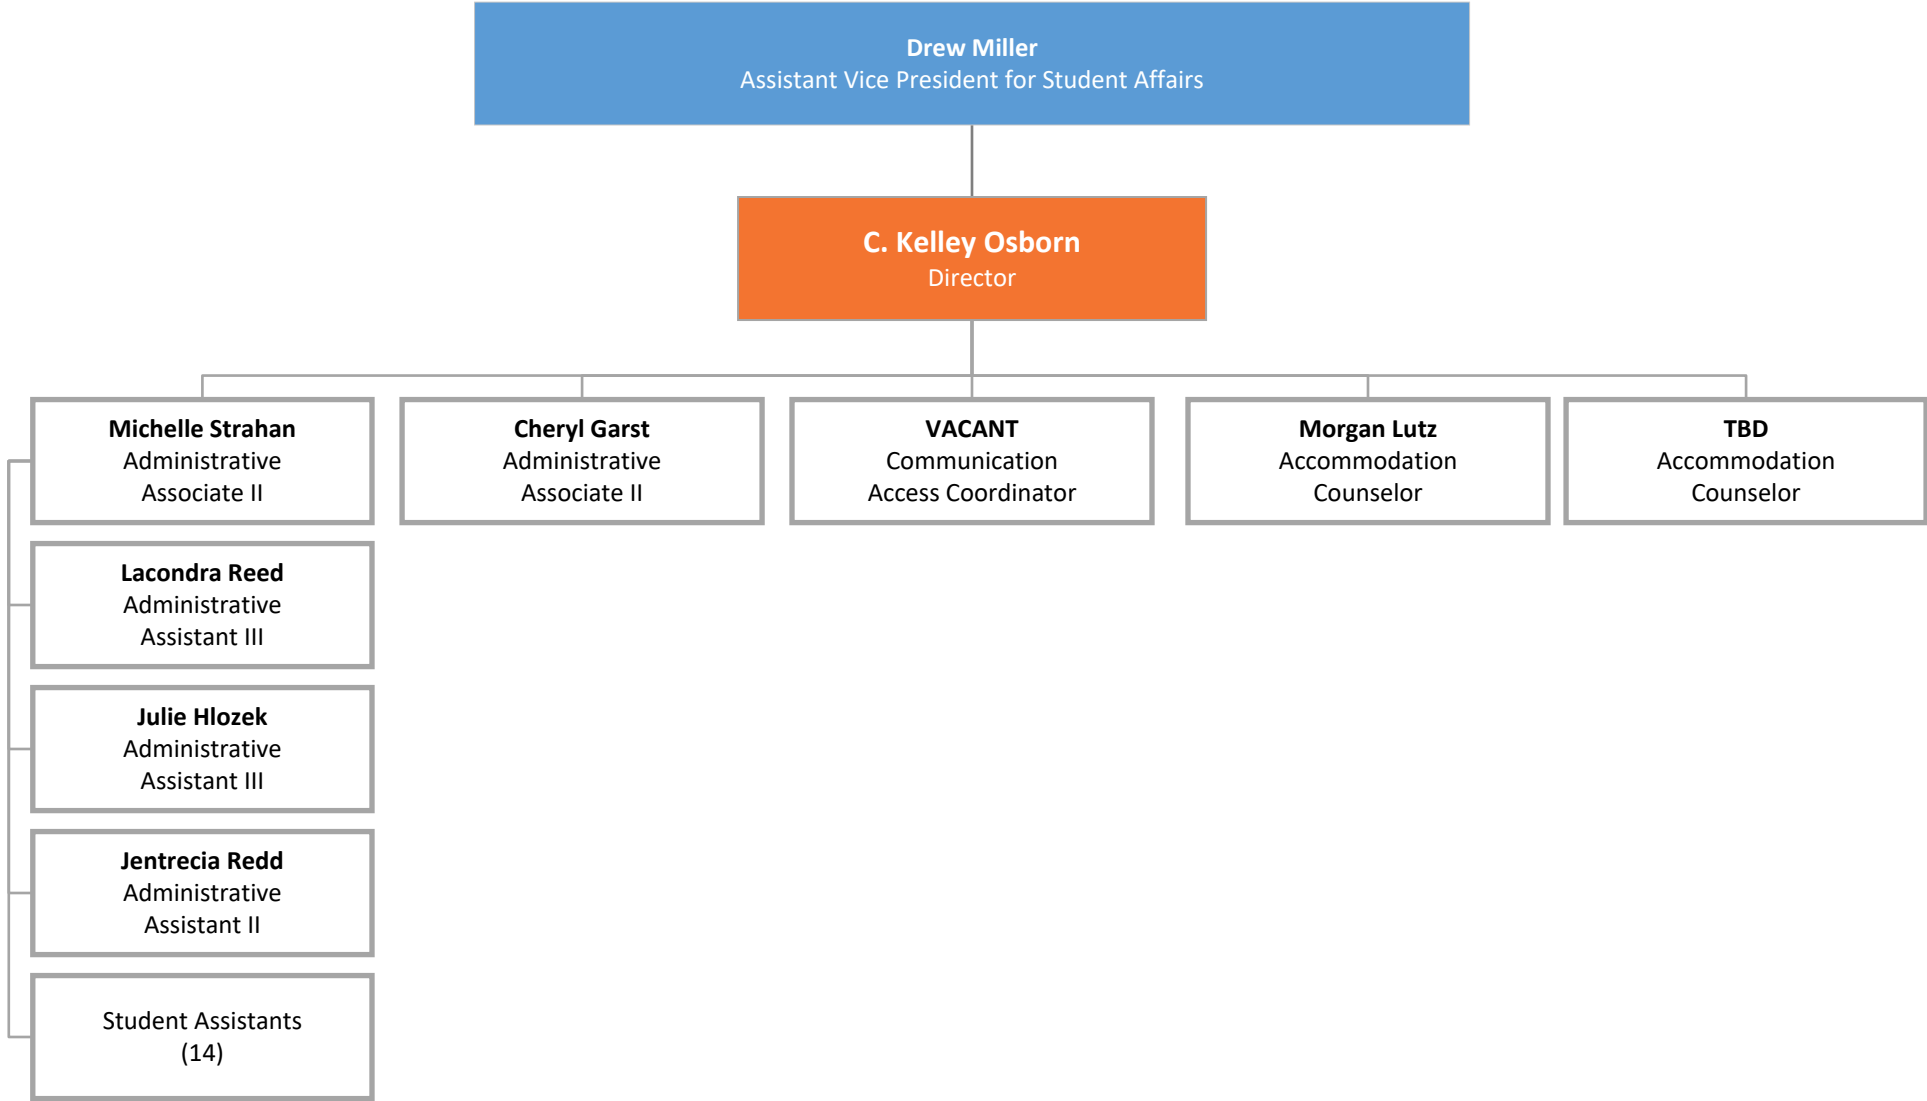 Drew Miller
Assistant Vice President for Student Affairs
C. Kelley Osborn
Director
Michelle Strahan
Administrative
Associate II
Cheryl Garst
Administrative
Associate II
VACANT
Communication
Access Coordinator
Morgan Lutz
Accommodation
Counselor
TBD
Accommodation
Counselor
Lacondra Reed
Administrative
Assistant III
Julie Hlozek
Administrative
Assistant III
Jentrecia Redd
Administrative
Assistant II
Student Assistants
(14)